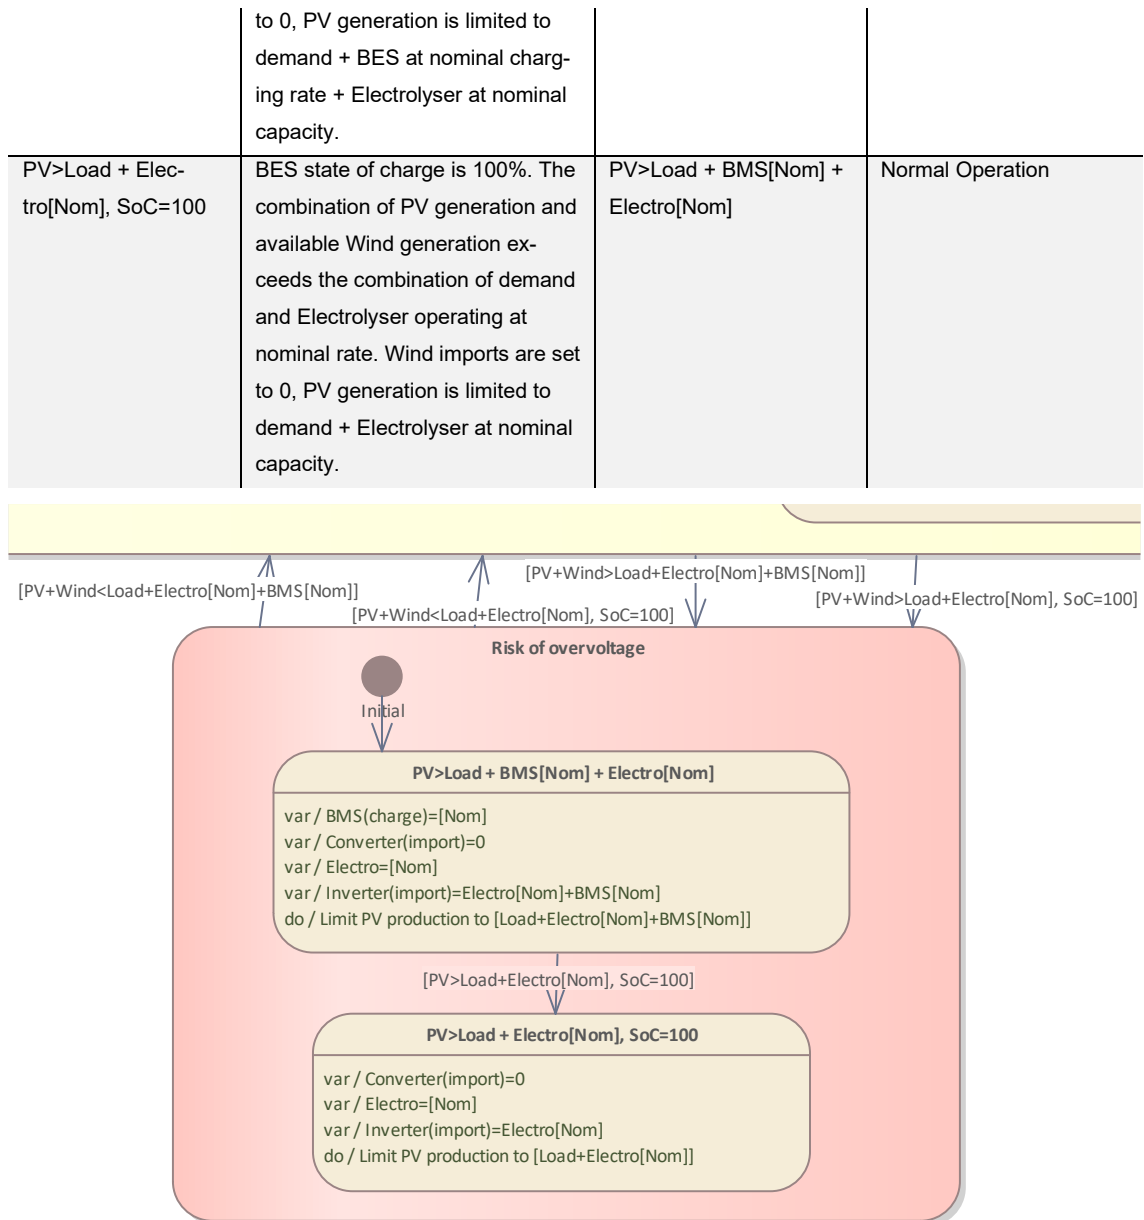 to 0, PV generation is limited to
demand + BES at nominal charg-
ing rate + Electrolyser at nominal
capacity.
PV>Load + Elec-
tro[Nom], SoC=100
BES state of charge is 100%. The
combination of PV generation and
available Wind generation ex-
ceeds the combination of demand
and Electrolyser operating at
nominal rate. Wind imports are set
to 0, PV generation is limited to
demand + Electrolyser at nominal
capacity.
PV>Load + BMS[Nom] +
Electro[Nom]
Normal Operation
[PV+Wind<Load+Electro[Nom]+BMS[Nom]]
[PV+Wind<Load+Electro[Nom], SoC=100]
[PV+Wind>Load+Electro[Nom]+BMS[Nom]]
[PV+Wind>Load+Electro[Nom], SoC=100]
Risk of overvoltage
Initial
PV>Load + BMS[Nom] + Electro[Nom]
var / BMS(charge)=[Nom]
var / Converter(import)=0
var / Electro=[Nom]
var / Inverter(import)=Electro[Nom]+BMS[Nom]
do / Limit PV production to [Load+Electro[Nom]+BMS[Nom]]
[PV>Load+Electro[Nom], SoC=100]
PV>Load + Electro[Nom], SoC=100
var / Converter(import)=0
var / Electro=[Nom]
var / Inverter(import)=Electro[Nom]
do / Limit PV production to [Load+Electro[Nom]]